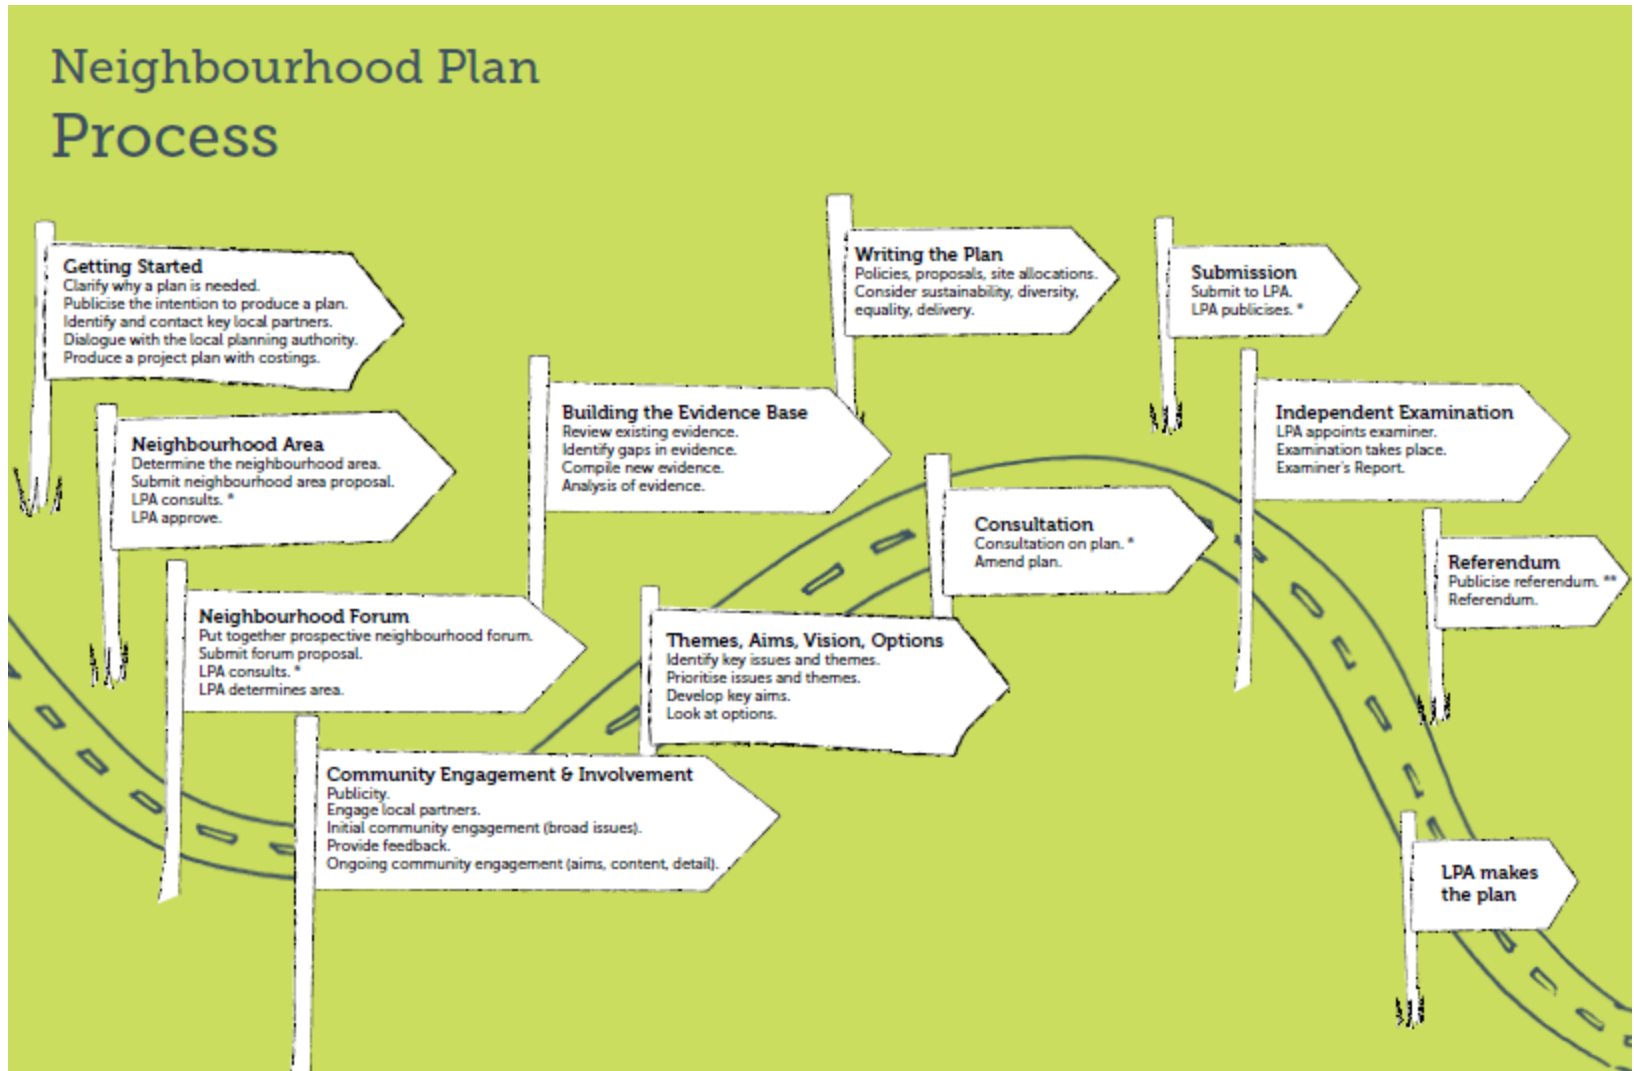 Neighbourhood Plan
Process
Getting Started
Clarify why a plan is needed.
Publicise the intention to produce a plan.
Identify and contact key local partners.
Dialogue with the local planning authority.
Produce a project plan with costings.
Neighbourhood Area
Determine the neighbourhood area.
Submit neighbourhood area proposal.
LPA consults. *
LPA approve.
Neighbourhood Forum
Put together prospective neighbourhood forum.
Submit forum proposal.
LPA consults. *
LPA determines area.
Community Engagement & Involvement
Publicity.
Engage local partners.
Initial community engagement (broad issues).
Provide feedback.
Ongoing community engagement (aims, content, detail).
Building the Evidence Base
Review existing evidence.
Identify gaps in evidence.
Compile new evidence.
Analysis of evidence.
Themes, Aims, Vision, Options
Identify key issues and themes.
Prioritise issues and themes.
Develop key aims.
Look at options.
Writing the Plan
Policies, proposals, site allocations.
Consider sustainability, diversity,
equality, delivery.
Consultation
Consultation on plan. *
Amend plan.
Submission
Submit to LPA.
LPA publicises. *
Independent Examination
LPA appoints examiner.
Examination takes place.
Examiner's Report.
Referendum
Publicise referendum. **
Referendum.
LPA makes
the plan